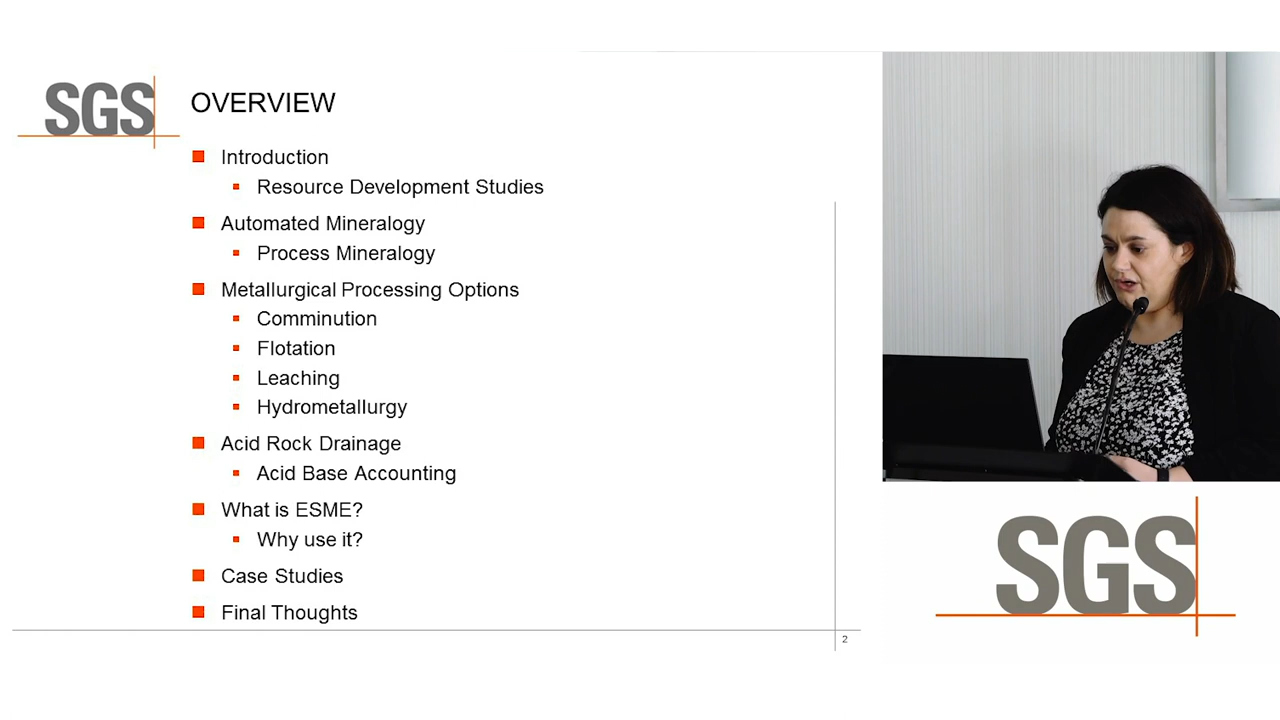 SGS
OVERVIEW
Introduction
Resource Development Studies
Automated Mineralogy
Process Mineralogy
Metallurgical Processing Options
Comminution
Flotation
Leaching
Hydrometallurgy
Acid Rock Drainage
Acid Base Accounting
What is ESME?
Why use it?
Case Studies
Final Thoughts
2
SGS